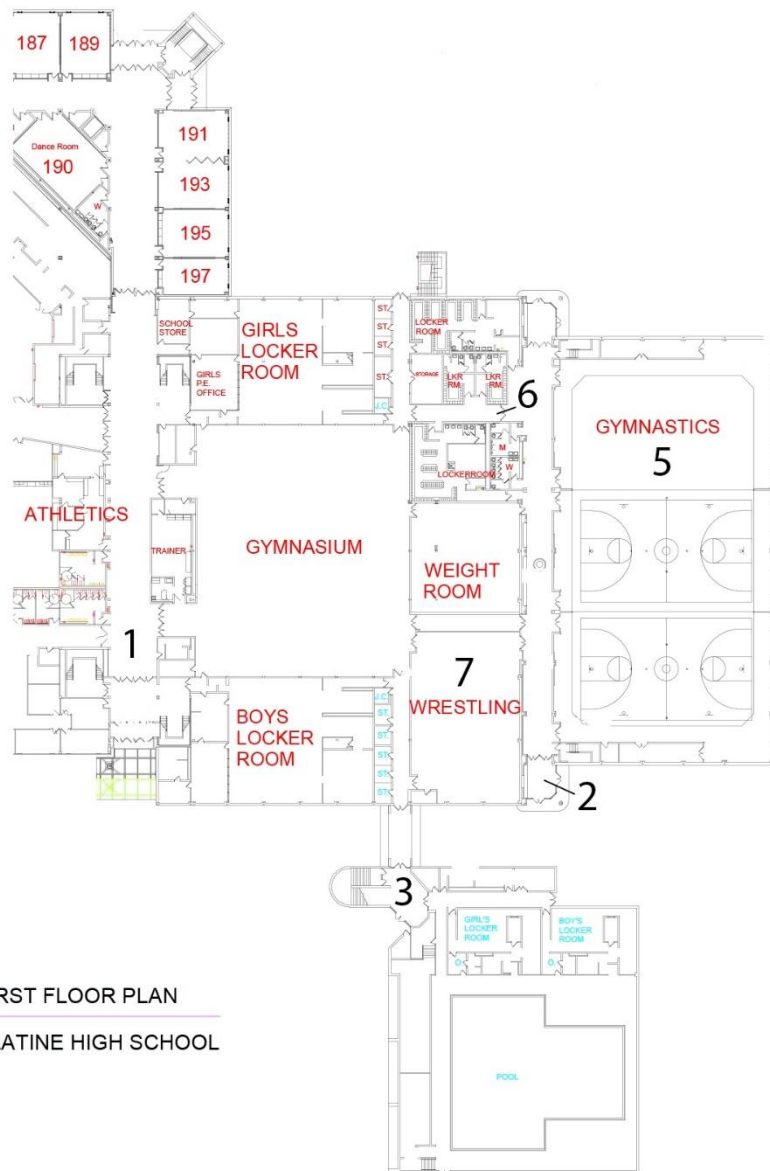 187
189
191
Dance Room
190
193
W
195
197
SCHOOL
STORE
GIRLS
LOCKER
ROOM
GIRLS
P.E.
OFFICE
ST.
ST.
ST.
ST.
J.C.
LOCKER
ROOM
STORAGE
LKR
RM
LKR
RM
6
GYMNASTICS
5
M
W
LOCKERROOM
ATHLETICS
TRAINER
GYMNASIUM
WEIGHT
ROOM
1
7
WRESTLING
BOYS
LOCKER
ROOM
J.C.
ST.
ST.
ST.
ST.
ST.
2
3
GIRL'S
LOCKER
ROOM
BOY'S
LOCKER
ROOM
O.
O.
POOL
RST FLOOR PLAN
LATINE HIGH SCHOOL